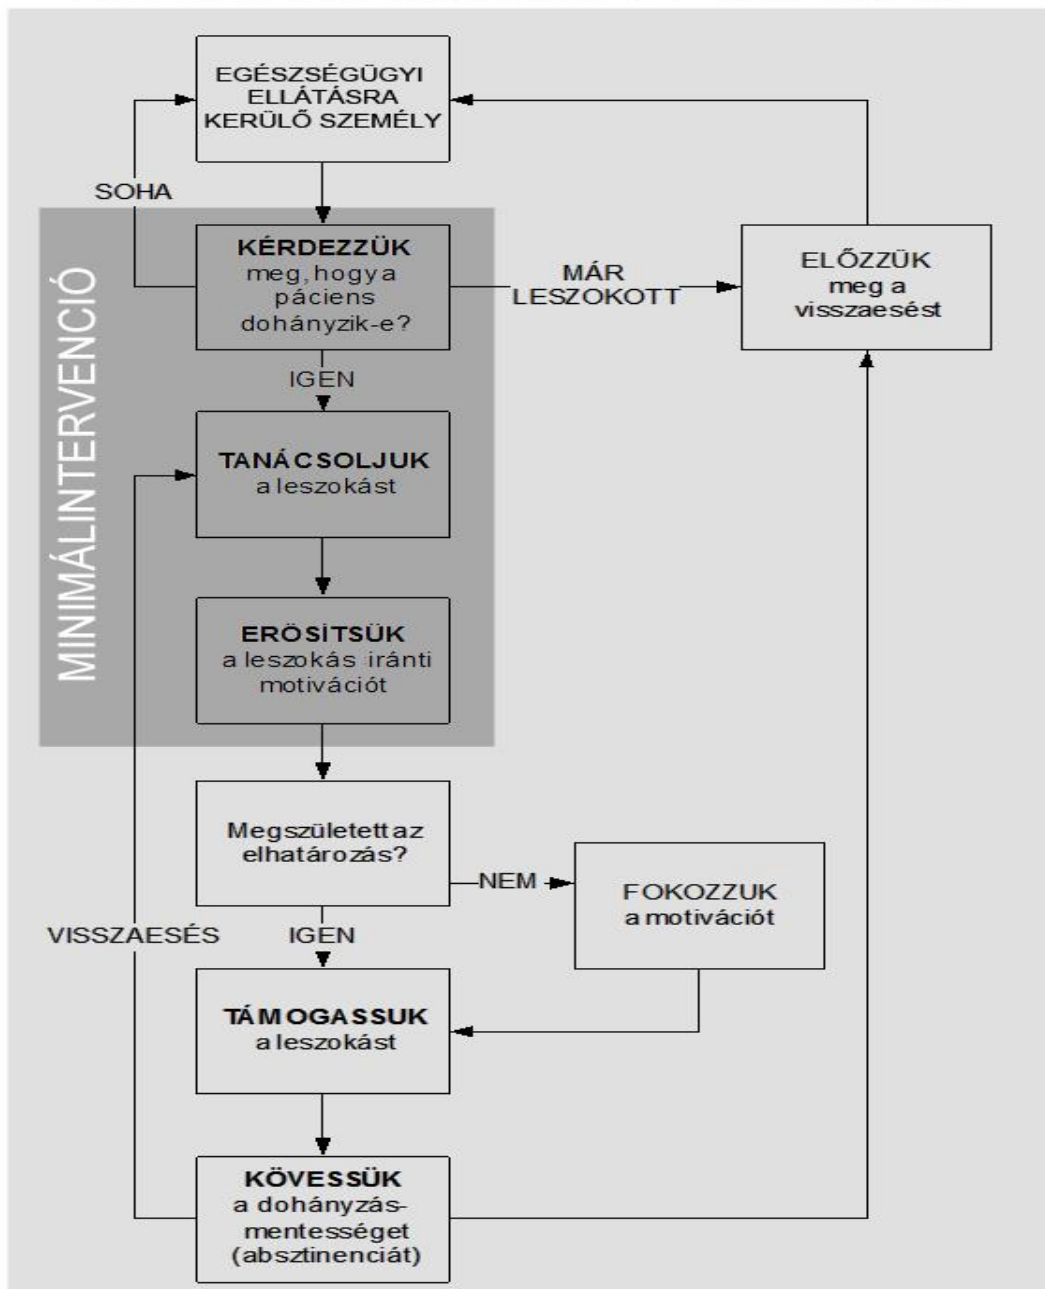 EGÉSZSÉGÜGYI
ELLÁTÁSRA
KERÜLŐ SZEMÉLY
SOHA
MINIMÁLINTERVENCIÓ
KÉRDEZZÜK
meg, hogy a
páciens
dohányzik-e?
MÁR
LESZOKOTT
ELŐZZÜK
meg a
visszaesést
IGEN
TANÁCSOLJUK
a leszokást
ERŐSÍTSÜK
a leszokás iránti
motivációt
Megszületett az
elhatározás?
NEM
FOKOZZUK
a motivációt
VISSZAESÉS
IGEN
TÁMOGASSUK
a leszokást
KÖVESSÜK
a dohányzás-
mentességet
(absztinenciát)